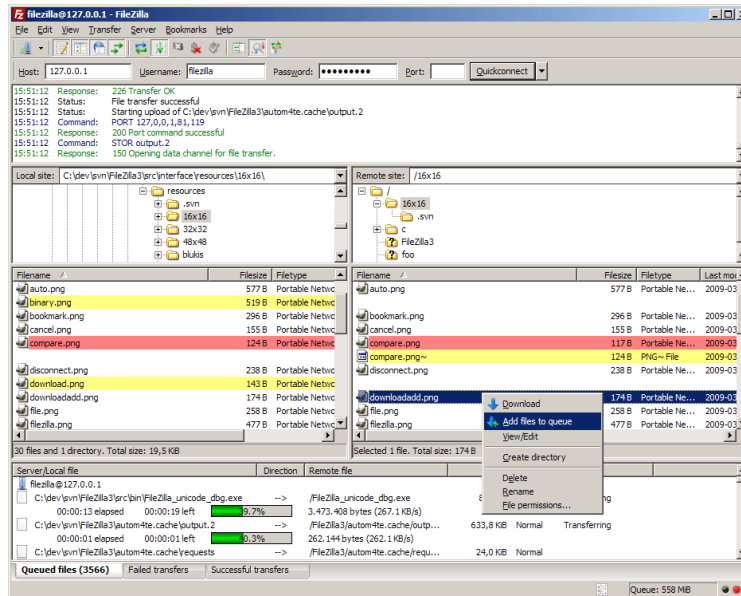 filezilla@127.0.0.1 - FileZilla
File Edit View Transfer Server Bookmarks Help
Host: 127.0.0.1 Username: filezilla Password: ●●●●●●●●● Port: Quickconnect
15:51:12 Response: 226 Transfer OK
15:51:12 Status: File transfer successful
15:51:12 Status: Starting upload of C:\dev\svn\FileZilla3\autom4te.cache\output.2
15:51:12 Command: PORT 127,0,0,1,81,119
15:51:12 Response: 200 Port command successful
15:51:12 Command: STOR output.2
15:51:12 Response: 150 Opening data channel for file transfer.
Local site: C:\dev\svn\FileZilla3\src\interface\resources\16x16\
resources
.svn
16x16
32x32
48x48
blukis
Remote site: /16x16
/
16x16
.svn
c
FileZilla3
foo
Filename Filesize Filetype
auto.png 577 B Portable Netwo
binary.png 519 B Portable Netwo
bookmark.png 296 B Portable Netwo
cancel.png 155 B Portable Netwo
compare.png 124 B Portable Netwo
disconnect.png 238 B Portable Netwo
download.png 143 B Portable Netwo
downloadadd.png 174 B Portable Netwo
file.png 258 B Portable Netwo
filezilla.png 477 B Portable Netwo
30 files and 1 directory. Total size: 19,5 KiB
Filename Filesize Filetype Last mod
auto.png 577 B Portable Ne... 2009-03
bookmark.png 296 B Portable Ne... 2009-03
cancel.png 155 B Portable Ne... 2009-03
compare.png 117 B Portable Ne... 2009-03
compare.png~ 124 B PNG~ File 2009-03
disconnect.png 238 B Portable Ne... 2009-03
downloadadd.png 174 B Portable Ne... 2009-03
file.png 258 B Portable Ne... 2009-03
filezilla.png 477 B Portable Ne... 2009-03
Selected 1 file. Total size: 174 B
Download
Add files to queue
View/Edit
Create directory
Delete
Rename
File permissions...
Server/Local file Direction Remote file
filezilla@127.0.0.1
C:\dev\svn\FileZilla3\src\bin\FileZilla_unicode_dbg.exe --> /FileZilla_unicode_dbg.exe
00:00:13 elapsed 00:00:19 left 39.7% 3.473.408 bytes (267.1 KB/s)
C:\dev\svn\FileZilla3\autom4te.cache\output.2 --> /FileZilla3/autom4te.cache/outp... 633,8 KiB Normal Transferring
00:00:01 elapsed 00:00:01 left 40.3% 262.144 bytes (262.1 KB/s)
C:\dev\svn\FileZilla3\autom4te.cache\requests --> /FileZilla3/autom4te.cache/requ... 24,0 KiB Normal
Queued files (3566) Failed transfers Successful transfers
Queue: 558 MiB